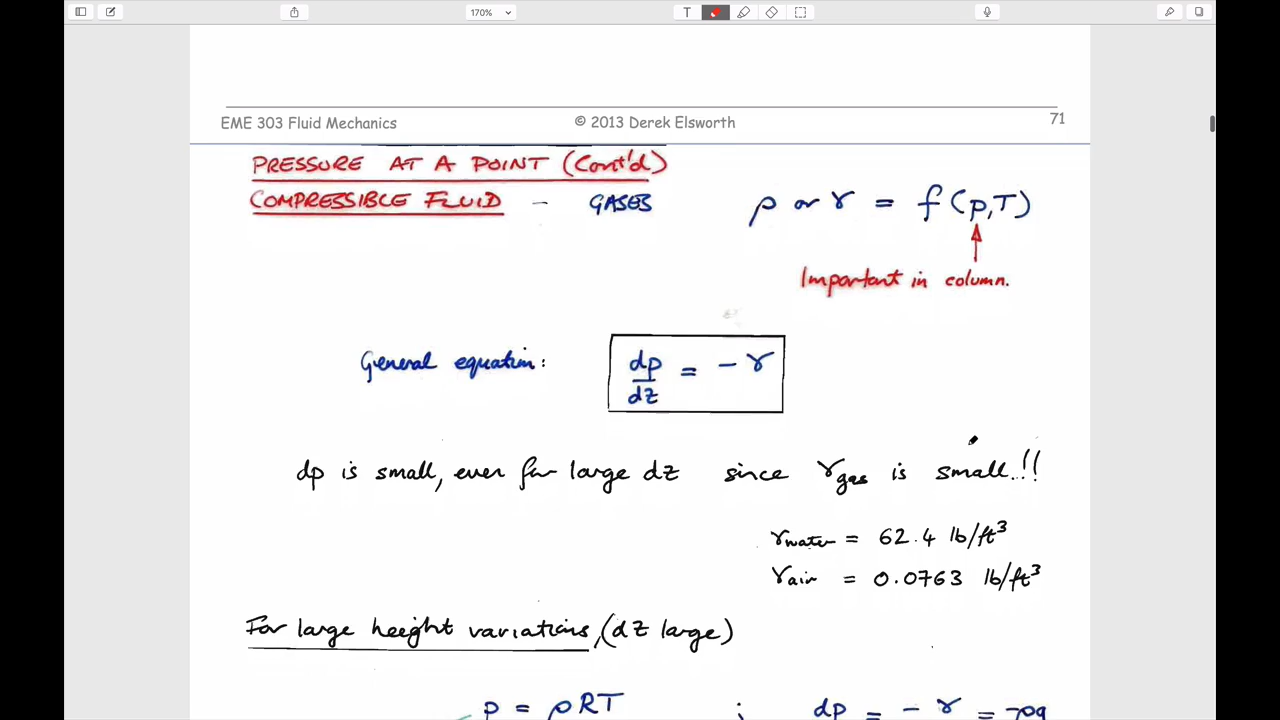 170%
T
EME 303 Fluid Mechanics © 2013 Derek Elsworth 71
PRESSURE AT A POINT (Cont'd)
COMPRESSIBLE FLUID - GASES ρ or γ = f(p,T)
Important in column.
General equation: dp/dz = - γ
dp is small, even for large dz since γgas is small..!!
γwater = 62.4 lb/ft³
γair = 0.0763 lb/ft³
For large height variations, (dz large)
p = ρRT ; dp = - γ = -ρg